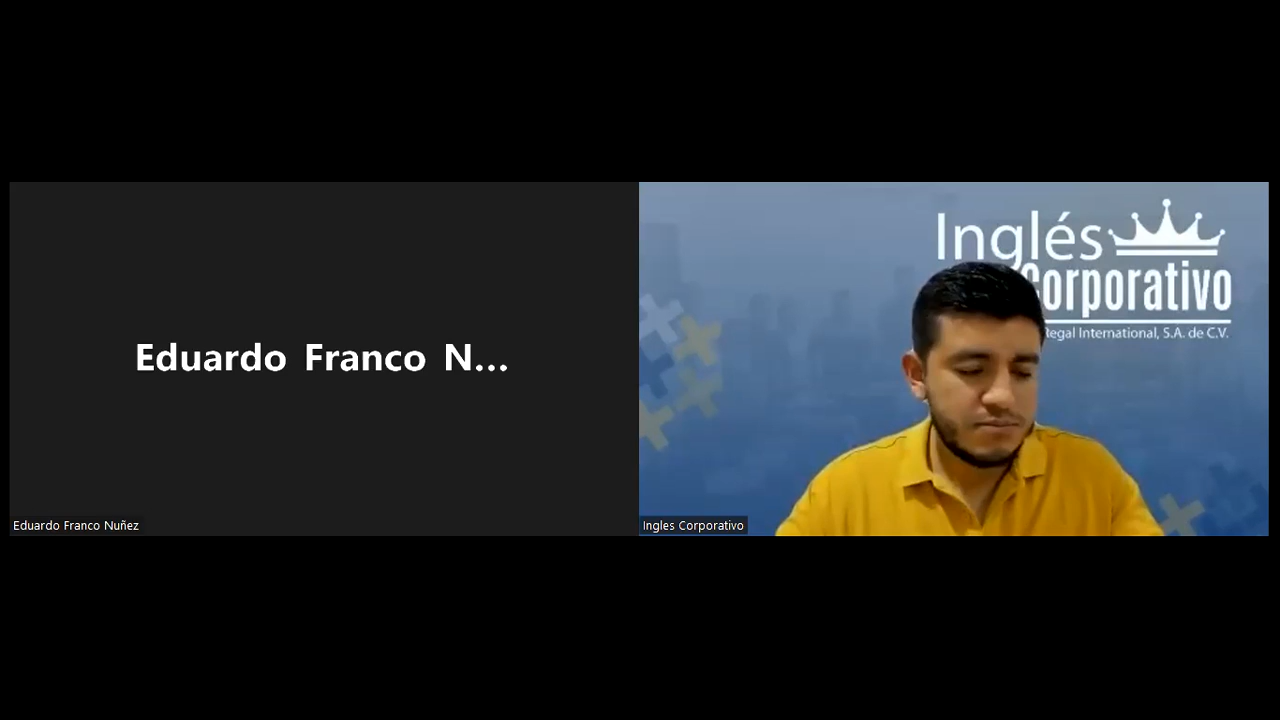 Eduardo Franco N...
Eduardo Franco Nuñez
Inglés
Corporativo
Regal International, S.A. de C.V.
Ingles Corporativo